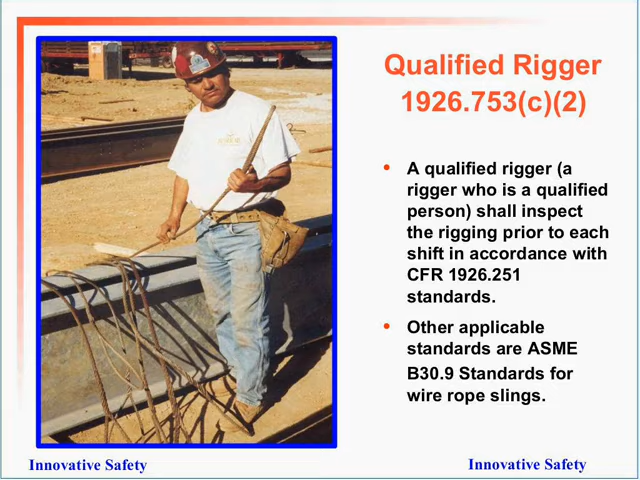 Qualified Rigger
1926.753(c)(2)
• A qualified rigger (a
rigger who is a qualified
person) shall inspect
the rigging prior to each
shift in accordance with
CFR 1926.251
standards.
• Other applicable
standards are ASME
B30.9 Standards for
wire rope slings.
Innovative Safety
Innovative Safety